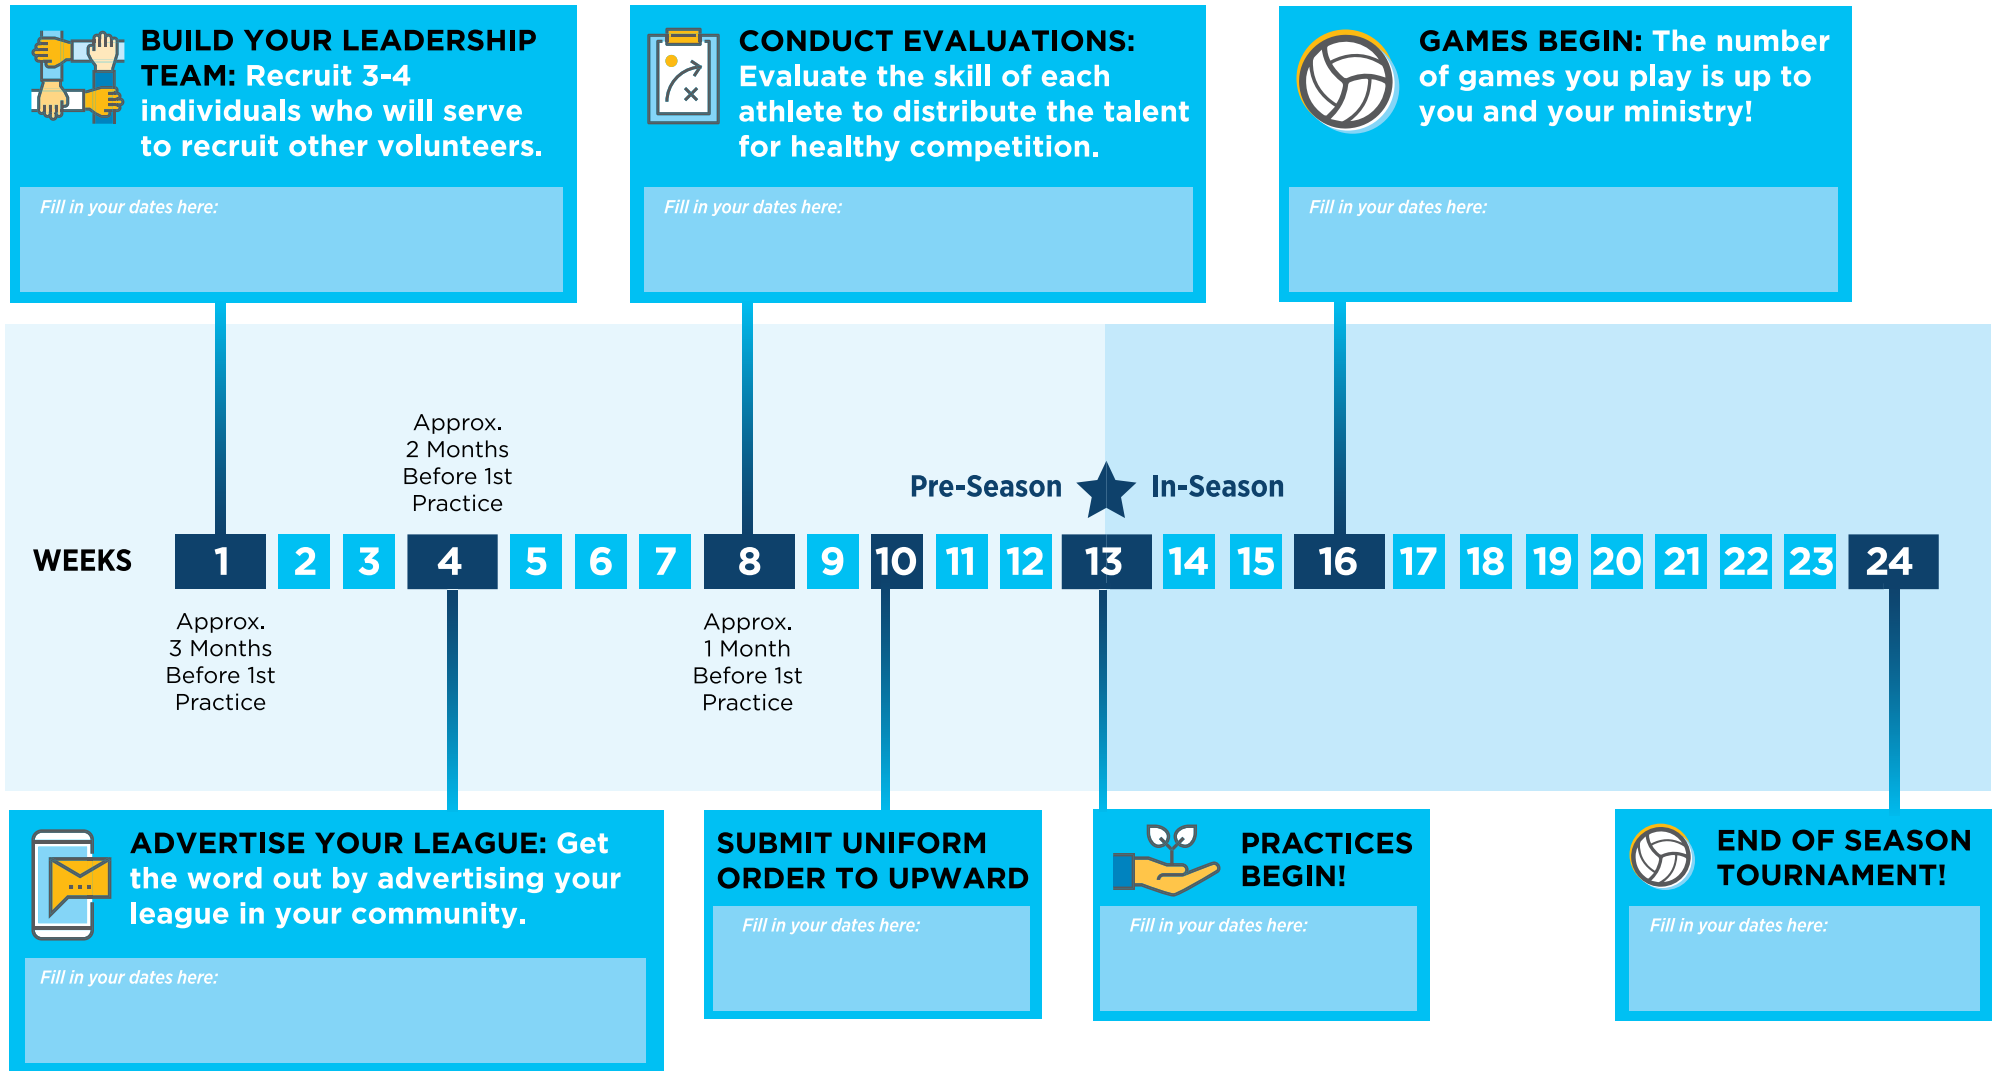 BUILD YOUR LEADERSHIP
TEAM: Recruit 3-4
individuals who will serve
to recruit other volunteers.
Fill in your dates here:
CONDUCT EVALUATIONS:
Evaluate the skill of each
athlete to distribute the talent
for healthy competition.
Fill in your dates here:
GAMES BEGIN: The number
of games you play is up to
you and your ministry!
Fill in your dates here:
Approx.
2 Months
Before 1st
Practice
Pre-Season
In-Season
WEEKS 1 2 3 4 5 6 7 8 9 10 11 12 13 14 15 16 17 18 19 20 21 22 23 24
Approx.
3 Months
Before 1st
Practice
Approx.
1 Month
Before 1st
Practice
ADVERTISE YOUR LEAGUE: Get
the word out by advertising your
league in your community.
Fill in your dates here:
SUBMIT UNIFORM
ORDER TO UPWARD
Fill in your dates here:
PRACTICES
BEGIN!
Fill in your dates here:
END OF SEASON
TOURNAMENT!
Fill in your dates here: